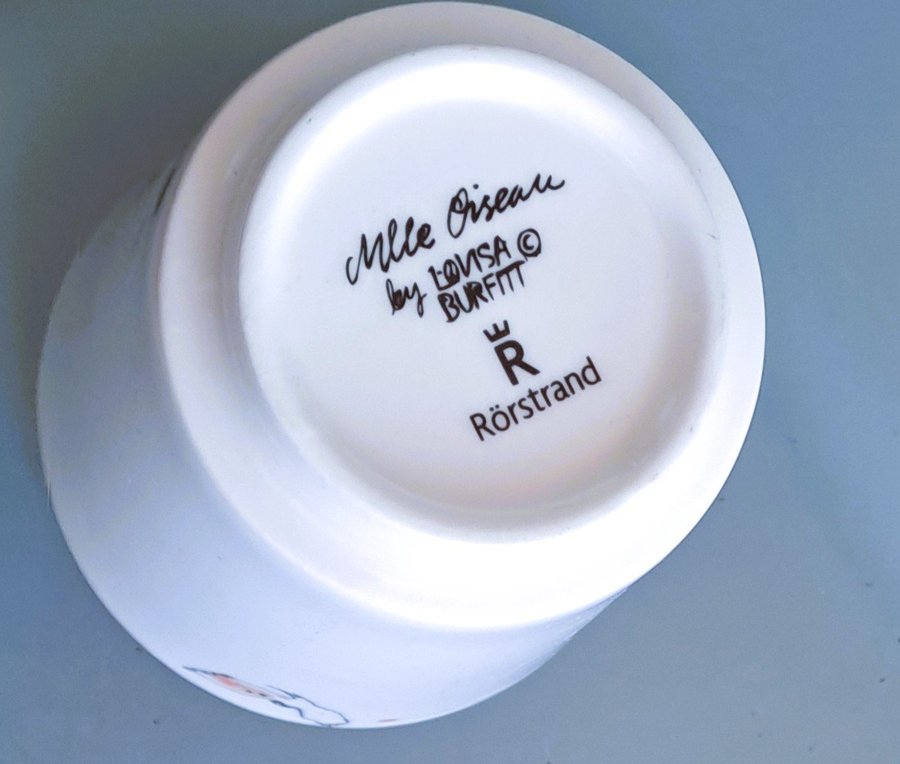 Mlle Oiseau
by LOVISA ©
BURFITT
R
Rörstrand